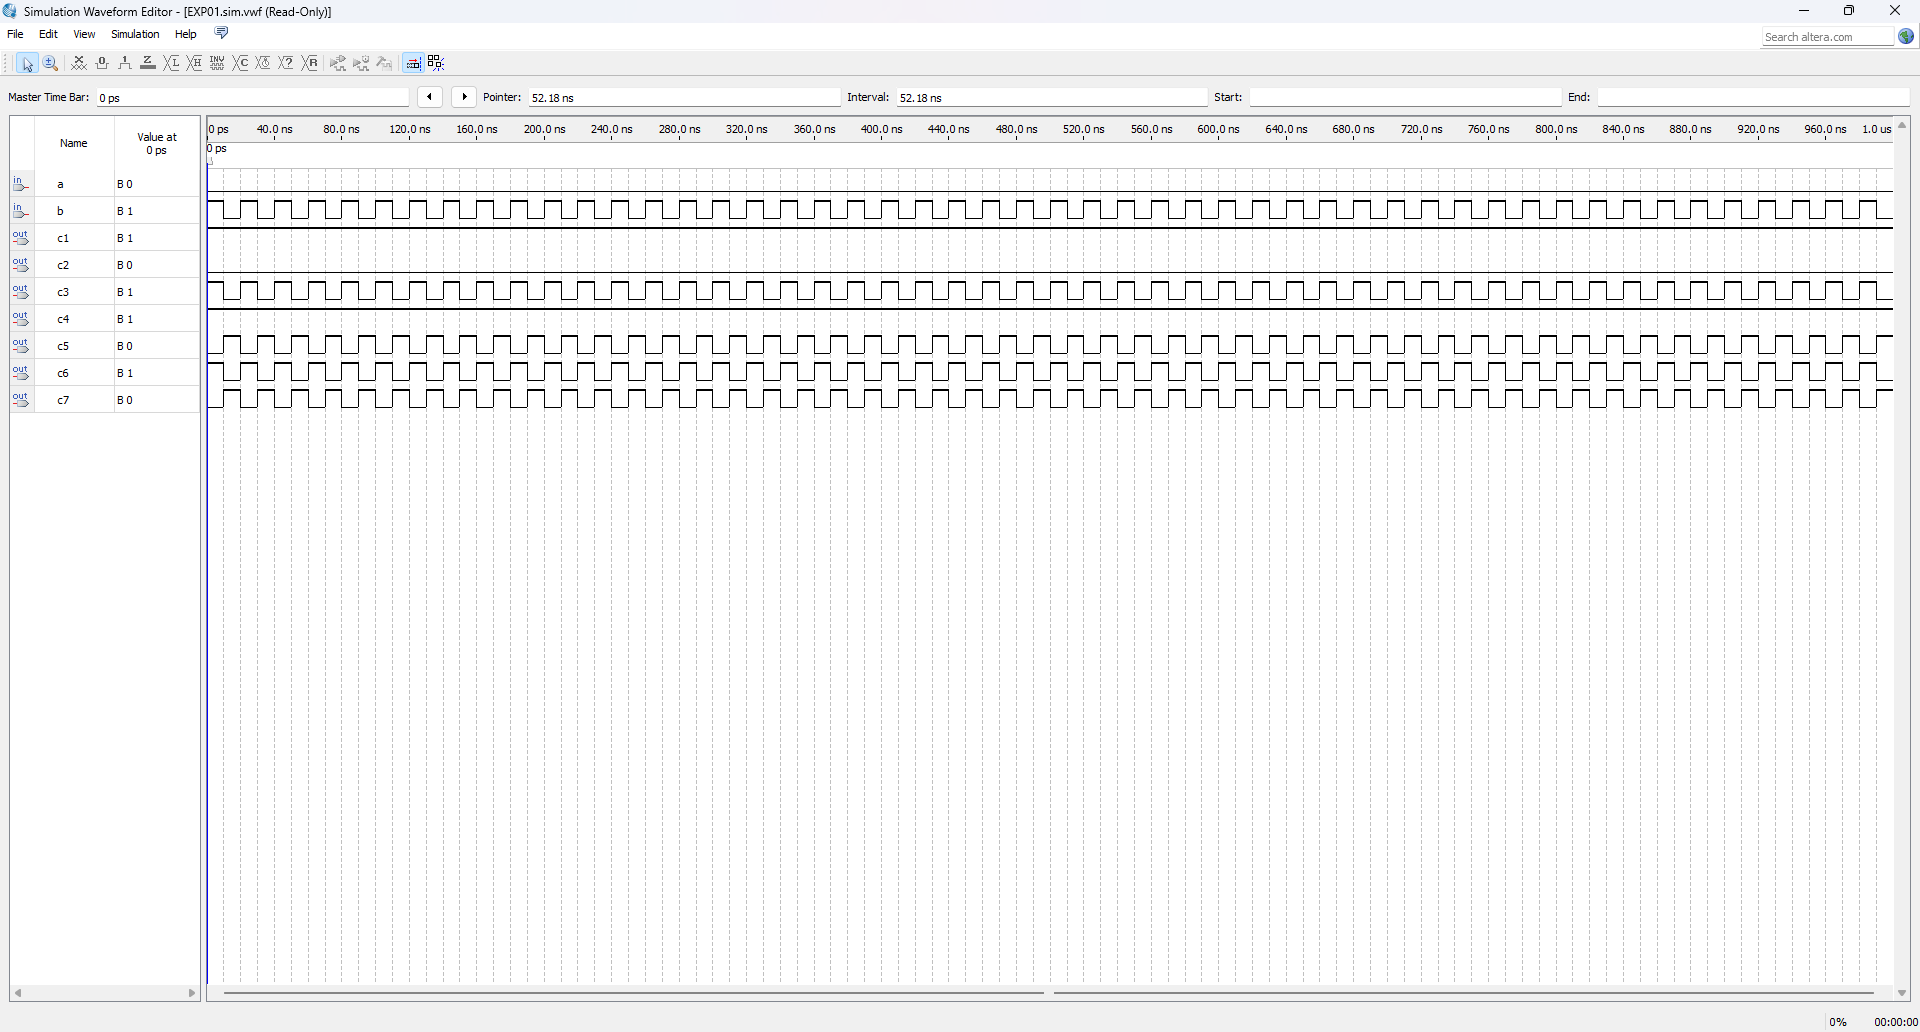 Simulation Waveform Editor - [EXP01.sim.vwf (Read-Only)]
File Edit View Simulation Help
Search altera.com
Master Time Bar: 0 ps Pointer: 52.18 ns Interval: 52.18 ns Start: End:
Name Value at 0 ps
0 ps 40.0 ns 80.0 ns 120.0 ns 160.0 ns 200.0 ns 240.0 ns 280.0 ns 320.0 ns 360.0 ns 400.0 ns 440.0 ns 480.0 ns 520.0 ns 560.0 ns 600.0 ns 640.0 ns 680.0 ns 720.0 ns 760.0 ns 800.0 ns 840.0 ns 880.0 ns 920.0 ns 960.0 ns 1.0 us
0 ps
in a B 0
in b B 1
out c1 B 1
out c2 B 0
out c3 B 1
out c4 B 1
out c5 B 0
out c6 B 1
out c7 B 0
0% 00:00:00